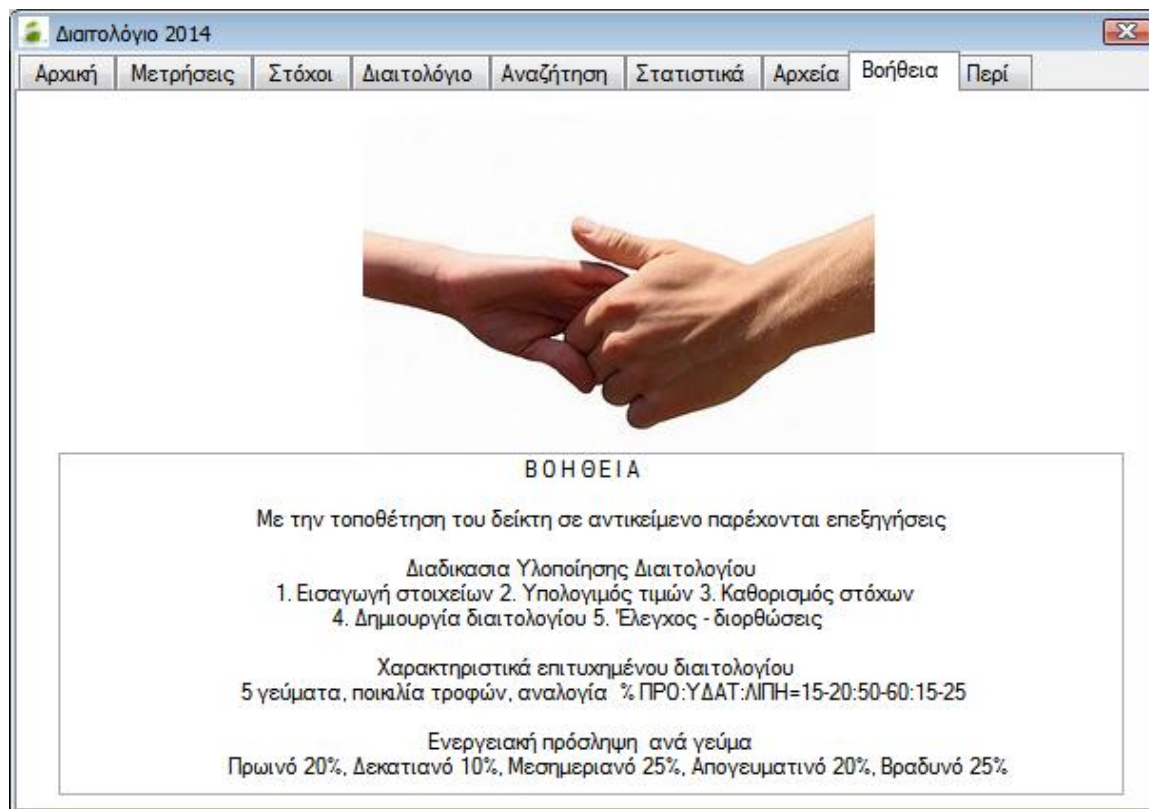 Διαιτολόγιο 2014
Αρχική Μετρήσεις Στόχοι Διαιτολόγιο Αναζήτηση Στατιστικά Αρχεία Βοήθεια Περί
Β Ο Η Θ Ε Ι Α
Με την τοποθέτηση του δείκτη σε αντικείμενο παρέχονται επεξηγήσεις
Διαδικασια Υλοποίησης Διαιτολογίου
1. Εισαγωγή στοιχείων 2. Υπολογιμός τιμών 3. Καθορισμός στόχων
4. Δημιουργία διαιτολογίου 5. Έλεγχος - διορθώσεις
Χαρακτηριστικά επιτυχημένου διαιτολογίου
5 γεύματα, ποικιλία τροφών, αναλογία % ΠΡΟ:ΥΔΑΤ:ΛΙΠΗ=15-20:50-60:15-25
Ενεργειακή πρόσληψη ανά γεύμα
Πρωινό 20%, Δεκατιανό 10%, Μεσημεριανό 25%, Απογευματινό 20%, Βραδυνό 25%